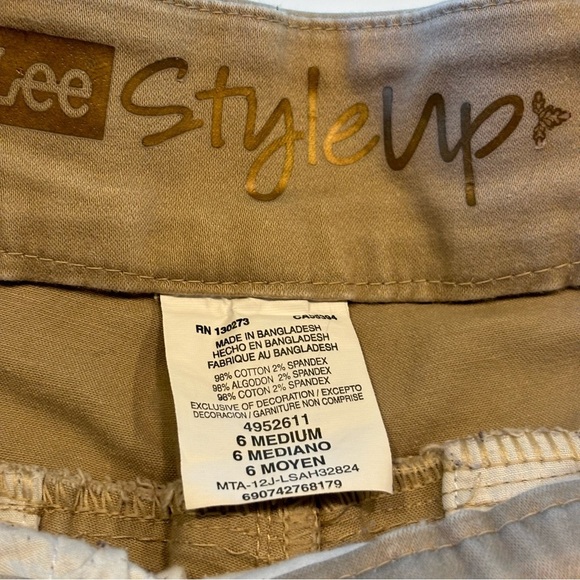 Lee StyleUp
RN 130273 CA56394
MADE IN BANGLADESH
HECHO EN BANGLADESH
FABRIQUE AU BANGLADESH
98% COTTON 2% SPANDEX
98% ALGODON 2% SPANDEX
98% COTON 2% SPANDEX
EXCLUSIVE OF DECORATION / EXCEPTO
DECORACION / GARNITURE NON COMPRISE
4952611
6 MEDIUM
6 MEDIANO
6 MOYEN
MTA-12J-LSAH32824
690742768179